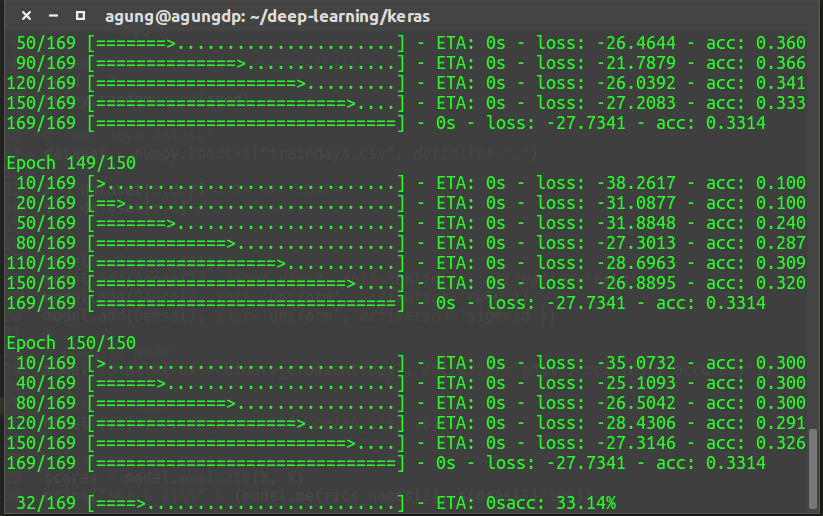 agung@agungdp: ~/deep-learning/keras
50/169 [=======>......................] - ETA: 0s - loss: -26.4644 - acc: 0.360
90/169 [==============>...............] - ETA: 0s - loss: -21.7879 - acc: 0.366
120/169 [====================>.........] - ETA: 0s - loss: -26.0392 - acc: 0.341
150/169 [=========================>....] - ETA: 0s - loss: -27.2083 - acc: 0.333
169/169 [==============================] - 0s - loss: -27.7341 - acc: 0.3314
numpy.loadtxt("traindaya.csv", delimiter=",")
Epoch 149/150
10/169 [>.............................] - ETA: 0s - loss: -38.2617 - acc: 0.100
20/169 [==>...........................] - ETA: 0s - loss: -31.0877 - acc: 0.100
50/169 [=======>......................] - ETA: 0s - loss: -31.8848 - acc: 0.240
80/169 [=============>................] - ETA: 0s - loss: -27.3013 - acc: 0.287
110/169 [==================>...........] - ETA: 0s - loss: -28.6963 - acc: 0.309
150/169 [=========================>....] - ETA: 0s - loss: -26.8895 - acc: 0.320
169/169 [==============================] - 0s - loss: -27.7341 - acc: 0.3314
Epoch 150/150
10/169 [>.............................] - ETA: 0s - loss: -35.0732 - acc: 0.300
40/169 [======>.......................] - ETA: 0s - loss: -25.1093 - acc: 0.300
80/169 [=============>................] - ETA: 0s - loss: -26.5042 - acc: 0.300
120/169 [====================>.........] - ETA: 0s - loss: -28.4306 - acc: 0.291
150/169 [=========================>....] - ETA: 0s - loss: -27.3146 - acc: 0.326
169/169 [==============================] - 0s - loss: -27.7341 - acc: 0.3314
scores model.evaluate(X, Y)
32/169 [====>.........................] - ETA: 0sacc: 33.14%